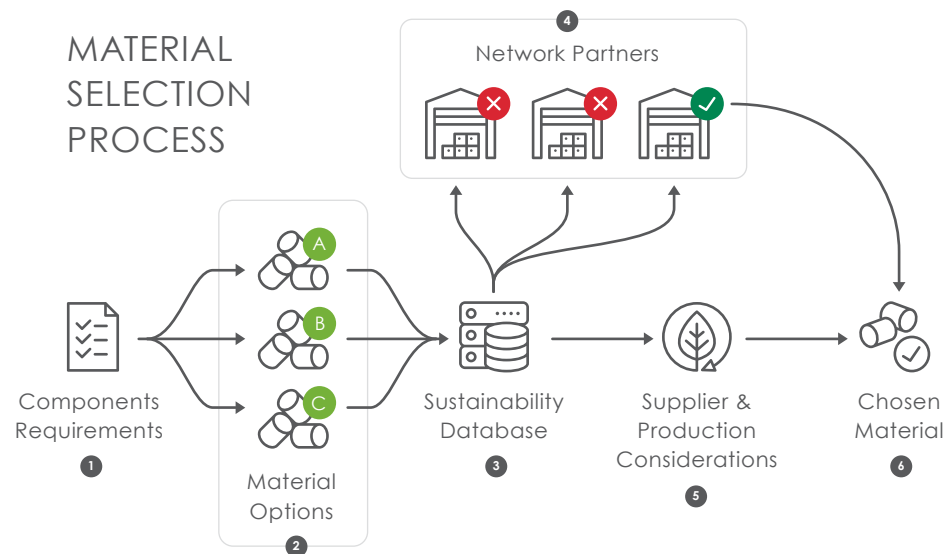 MATERIAL
SELECTION
PROCESS
4
Network Partners
A
B
C
Components
Requirements
1
Material
Options
2
Sustainability
Database
3
Supplier &
Production
Considerations
5
Chosen
Material
6